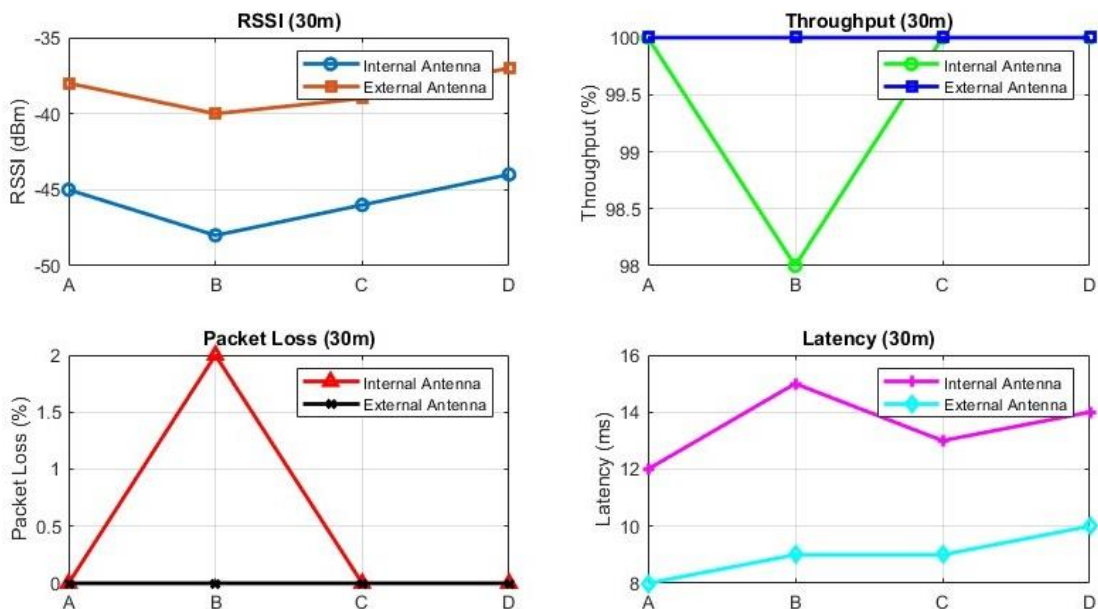 RSSI (30m)
RSSI (dBm)
-35
-40
-45
-50
A B C D
Internal Antenna
External Antenna
Throughput (30m)
Throughput (%)
100
99.5
99
98.5
98
A B C D
Internal Antenna
External Antenna
Packet Loss (30m)
Packet Loss (%)
2
1.5
1
0.5
0
A B C D
Internal Antenna
External Antenna
Latency (30m)
Latency (ms)
16
14
12
10
8
A B C D
Internal Antenna
External Antenna